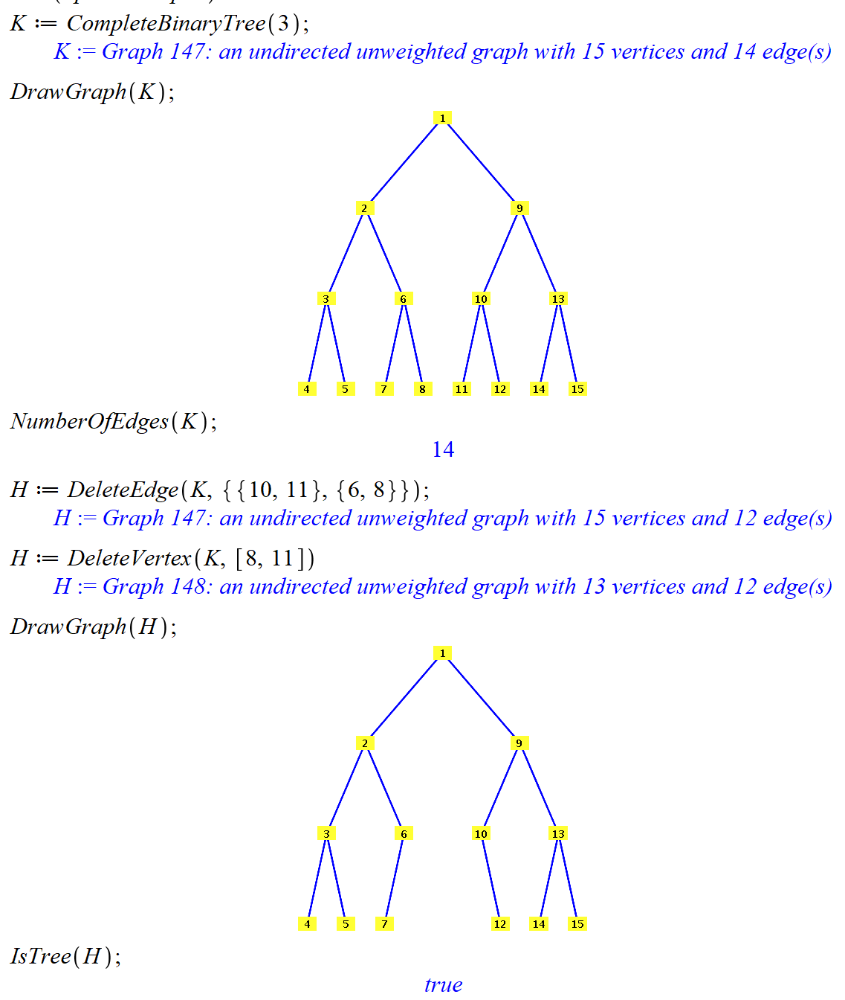 K := CompleteBinaryTree(3);
K := Graph 147: an undirected unweighted graph with 15 vertices and 14 edge(s)
DrawGraph(K);
1
2 9
3 6 10 13
4 5 7 8 11 12 14 15
NumberOfEdges(K);
14
H := DeleteEdge(K, {{10, 11}, {6, 8}});
H := Graph 147: an undirected unweighted graph with 15 vertices and 12 edge(s)
H := DeleteVertex(K, [8, 11])
H := Graph 148: an undirected unweighted graph with 13 vertices and 12 edge(s)
DrawGraph(H);
1
2 9
3 6 10 13
4 5 7 12 14 15
IsTree(H);
true